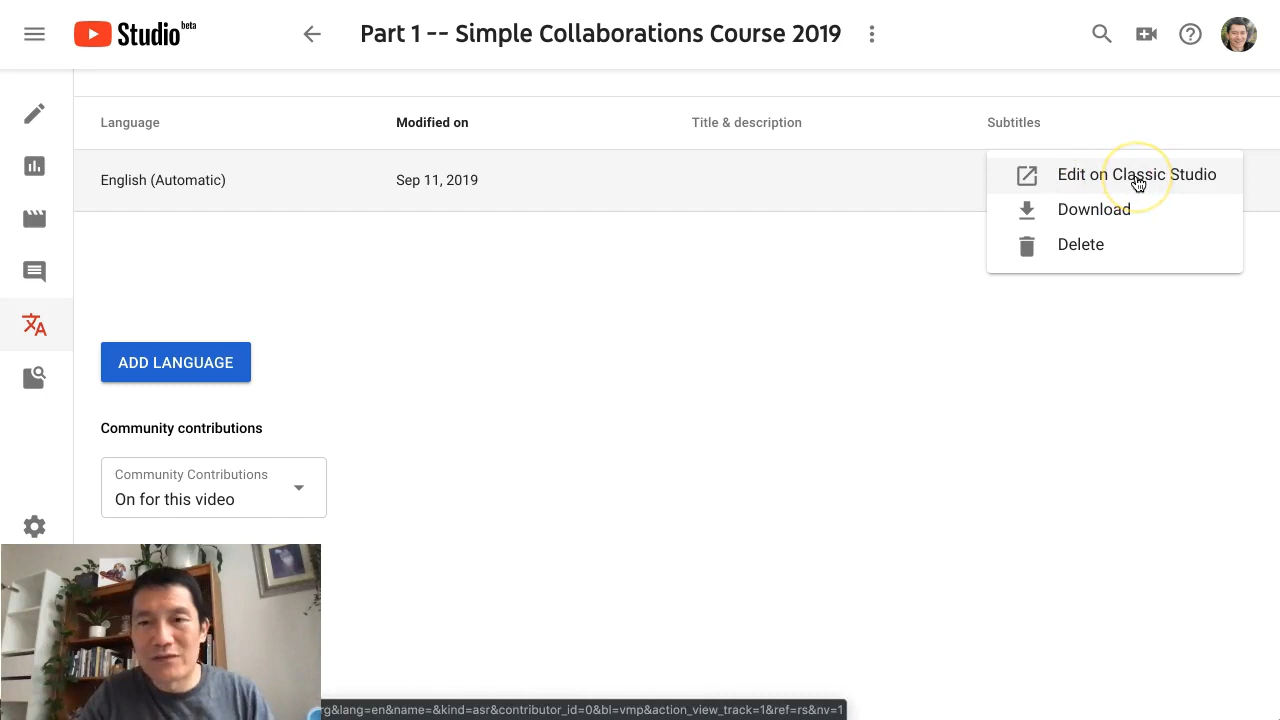 Studio beta
Part 1 -- Simple Collaborations Course 2019
Language Modified on Title & description Subtitles
English (Automatic) Sep 11, 2019
Edit on Classic Studio
Download
Delete
ADD LANGUAGE
Community contributions
Community Contributions
On for this video
rg&lang=en&name=&kind=asr&contributor_id=0&bl=vmp&action_view_track=1&ref=rs&nv=1